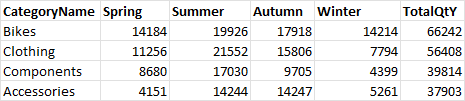 CategoryName Spring Summer Autumn Winter TotalQtY
Bikes 14184 19926 17918 14214 66242
Clothing 11256 21552 15806 7794 56408
Components 8680 17030 9705 4399 39814
Accessories 4151 14244 14247 5261 37903